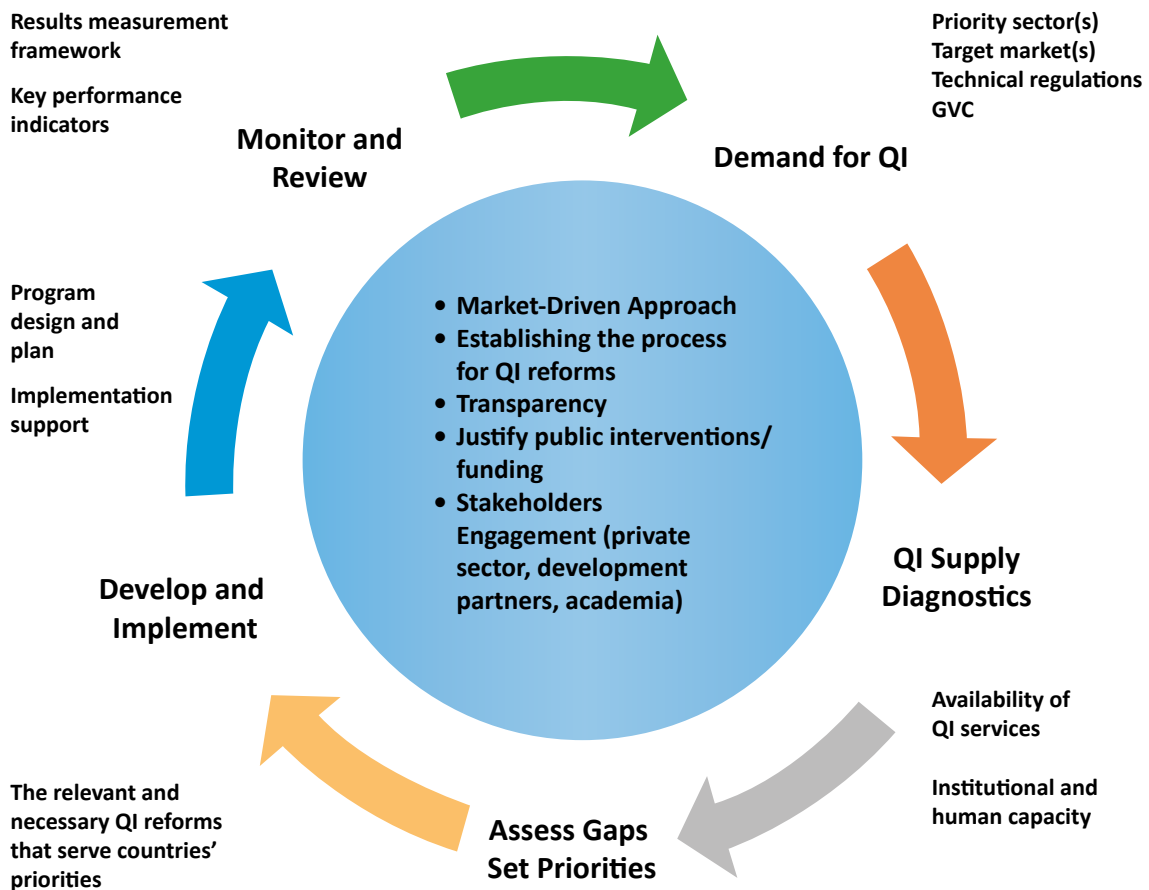 Results measurement
framework
Key performance
indicators
Monitor and
Review
Priority sector(s)
Target market(s)
Technical regulations
GVC
Demand for QI
• Market-Driven Approach
• Establishing the process
for QI reforms
• Transparency
• Justify public interventions/
funding
• Stakeholders
Engagement (private
sector, development
partners, academia)
QI Supply
Diagnostics
Availability of
QI services
Institutional and
human capacity
Assess Gaps
Set Priorities
The relevant and
necessary QI reforms
that serve countries’
priorities
Develop and
Implement
Program
design and
plan
Implementation
support